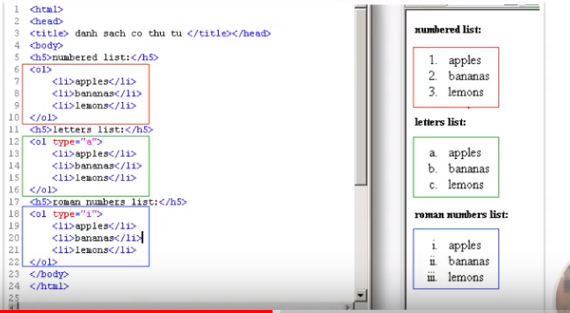 1 <html>
2 <head>
3 <title> danh sach co thu tu </title></head>
4 <body>
5 <h5>numbered list:</h5>
6 <ol>
7 <li>apples</li>
8 <li>bananas</li>
9 <li>lemons</li>
10 </ol>
11 <h5>letters list:</h5>
12 <ol type="a">
13 <li>apples</li>
14 <li>bananas</li>
15 <li>lemons</li>
16 </ol>
17 <h5>roman numbers list:</h5>
18 <ol type="i">
19 <li>apples</li>
20 <li>bananas</li>
21 <li>lemons</li>
22 </ol>
23 </body>
24 </html>
25
numbered list:
1. apples
2. bananas
3. lemons
letters list:
a. apples
b. bananas
c. lemons
roman numbers list:
i. apples
ii. bananas
iii. lemons